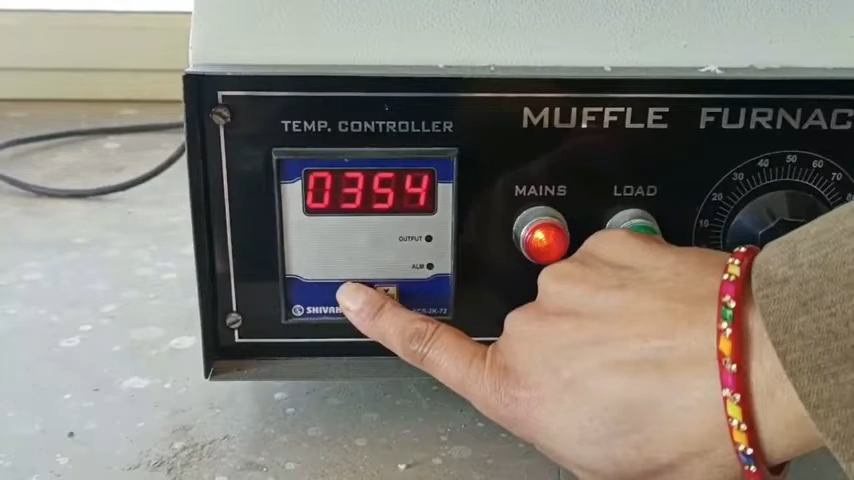 TEMP. CONTROLLER
MUFFLE FURNAC
0354
MAINS
LOAD
OUTPUT
ALM
10 20 30 40 50 60 70